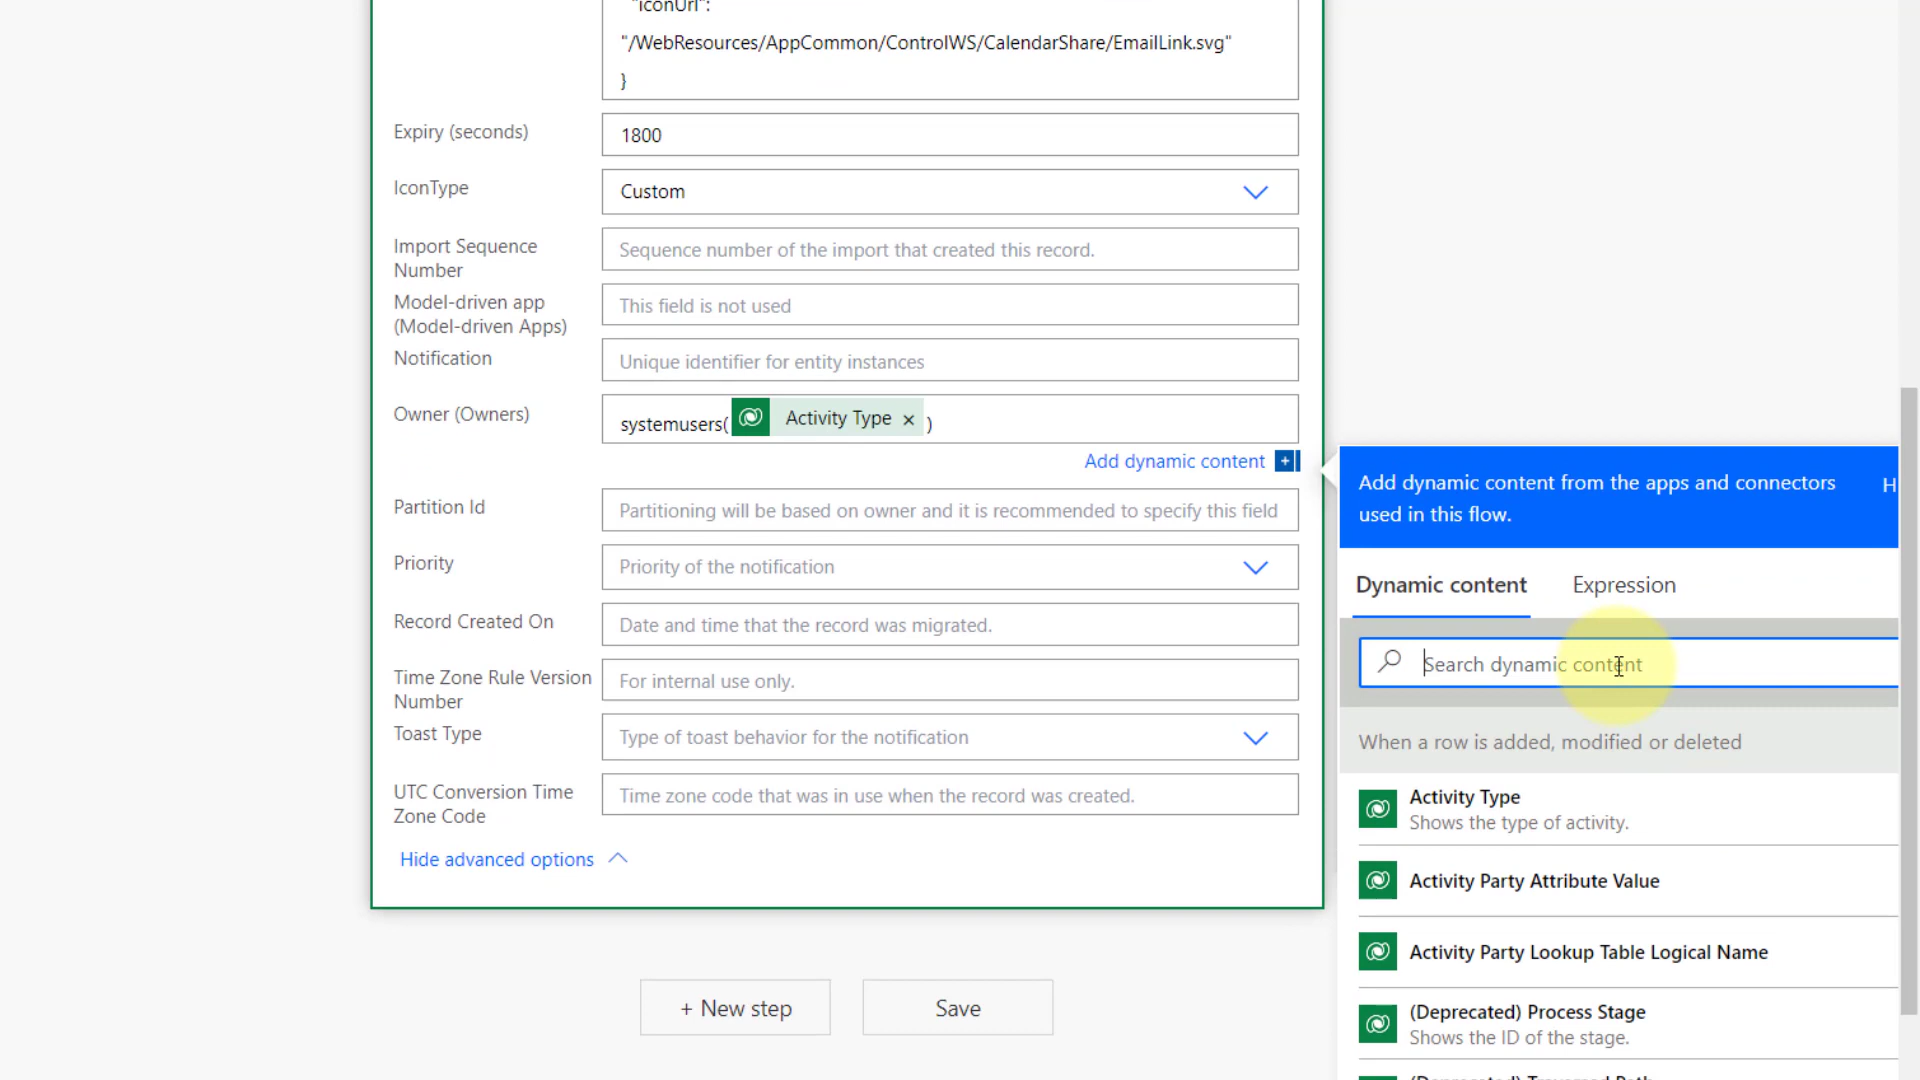 "iconUrl":
"/WebResources/AppCommon/ControlWS/CalendarShare/EmailLink.svg"
}
Expiry (seconds)
1800
IconType
Custom
Import Sequence
Number
Sequence number of the import that created this record.
Model-driven app
(Model-driven Apps)
This field is not used
Notification
Unique identifier for entity instances
Owner (Owners)
systemusers( Activity Type × )
Add dynamic content +
Partition Id
Partitioning will be based on owner and it is recommended to specify this field
Priority
Priority of the notification
Record Created On
Date and time that the record was migrated.
Time Zone Rule Version
Number
For internal use only.
Toast Type
Type of toast behavior for the notification
UTC Conversion Time
Zone Code
Time zone code that was in use when the record was created.
Hide advanced options
+ New step
Save
Add dynamic content from the apps and connectors
used in this flow.
H
Dynamic content
Expression
Search dynamic content
When a row is added, modified or deleted
Activity Type
Shows the type of activity.
Activity Party Attribute Value
Activity Party Lookup Table Logical Name
(Deprecated) Process Stage
Shows the ID of the stage.
(Deprecated) Traversed Path